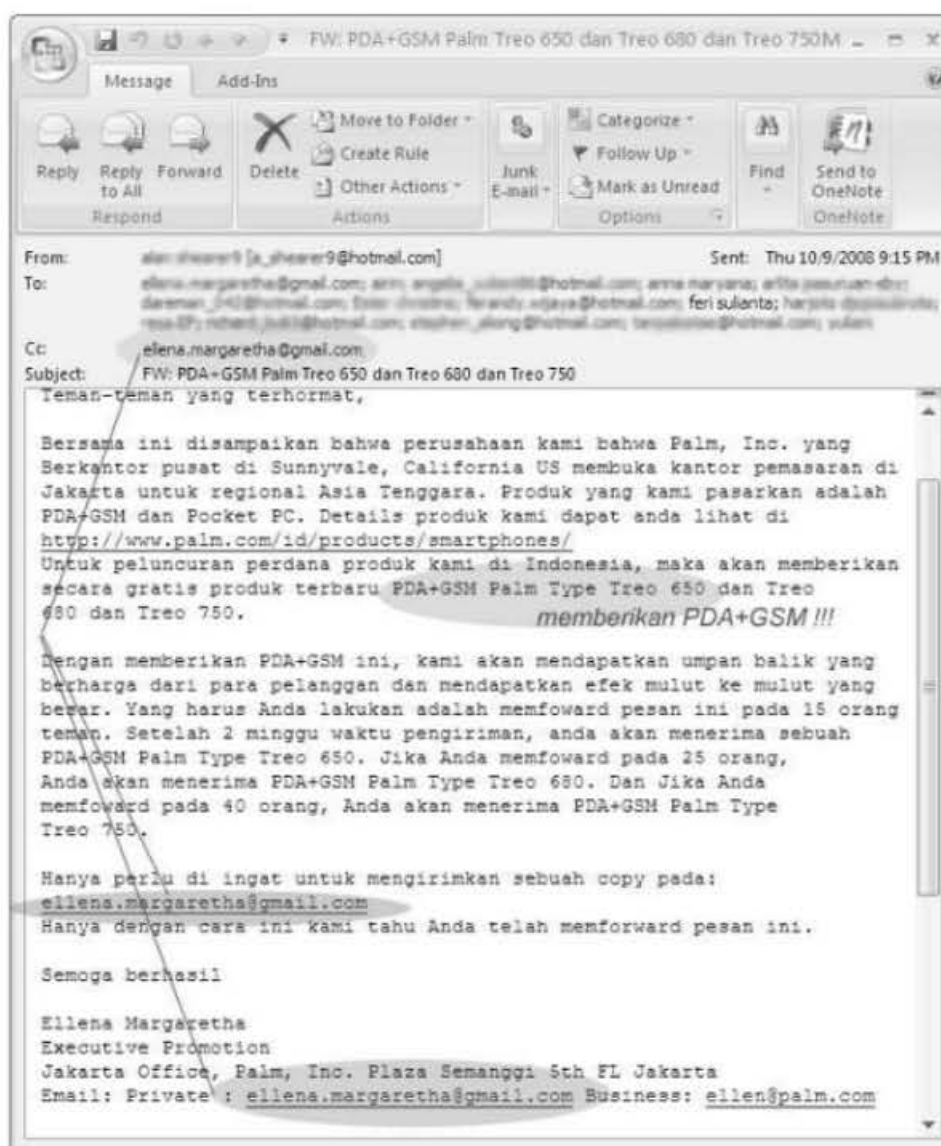 FW: PDA+GSM Palm Treo 650 dan Treo 680 dan Treo 750M
Message Add-Ins
Reply
Reply to All
Forward
Delete
Move to Folder
Create Rule
Other Actions
Junk E-mail
Categorize
Follow Up
Mark as Unread
Find
Send to OneNote
Respond Actions Options OneNote
From: [a_shearer9@hotmail.com] Sent: Thu 10/9/2008 9:15 PM
To: feri sulianta;
Cc: ellena.margaretha@gmail.com
Subject: FW: PDA+GSM Palm Treo 650 dan Treo 680 dan Treo 750
Teman-teman yang terhormat,
Bersama ini disampaikan bahwa perusahaan kami bahwa Palm, Inc. yang
Berkantor pusat di Sunnyvale, California US membuka kantor pemasaran di
Jakarta untuk regional Asia Tenggara. Produk yang kami pasarkan adalah
PDA+GSM dan Pocket PC. Details produk kami dapat anda lihat di
http://www.palm.com/id/products/smartphones/
Untuk peluncuran perdana produk kami di Indonesia, maka akan memberikan
secara gratis produk terbaru PDA+GSM Palm Type Treo 650 dan Treo
680 dan Treo 750.
memberikan PDA+GSM !!!
Dengan memberikan PDA+GSM ini, kami akan mendapatkan umpan balik yang
berharga dari para pelanggan dan mendapatkan efek mulut ke mulut yang
besar. Yang harus Anda lakukan adalah memfoward pesan ini pada 15 orang
teman. Setelah 2 minggu waktu pengiriman, anda akan menerima sebuah
PDA+GSM Palm Type Treo 650. Jika Anda memfoward pada 25 orang,
Anda akan menerima PDA+GSM Palm Type Treo 680. Dan Jika Anda
memfoward pada 40 orang, Anda akan menerima PDA+GSM Palm Type
Treo 750.
Hanya perlu di ingat untuk mengirimkan sebuah copy pada:
ellena.margaretha@gmail.com
Hanya dengan cara ini kami tahu Anda telah memforward pesan ini.
Semoga berhasil
Ellena Margaretha
Executive Promotion
Jakarta Office, Palm, Inc. Plaza Semanggi 5th FL Jakarta
Email: Private : ellena.margaretha@gmail.com Business: ellen@palm.com